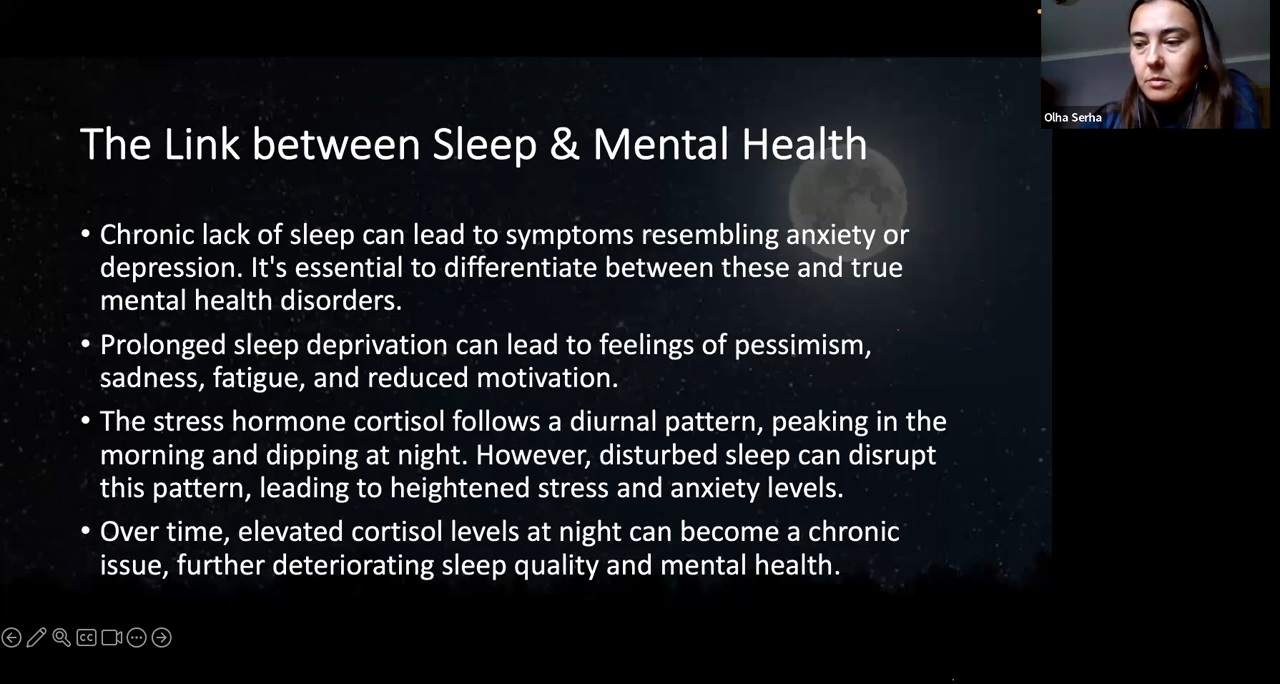 Olha Serha
The Link between Sleep & Mental Health
• Chronic lack of sleep can lead to symptoms resembling anxiety or
depression. It's essential to differentiate between these and true
mental health disorders.
• Prolonged sleep deprivation can lead to feelings of pessimism,
sadness, fatigue, and reduced motivation.
• The stress hormone cortisol follows a diurnal pattern, peaking in the
morning and dipping at night. However, disturbed sleep can disrupt
this pattern, leading to heightened stress and anxiety levels.
• Over time, elevated cortisol levels at night can become a chronic
issue, further deteriorating sleep quality and mental health.
CC